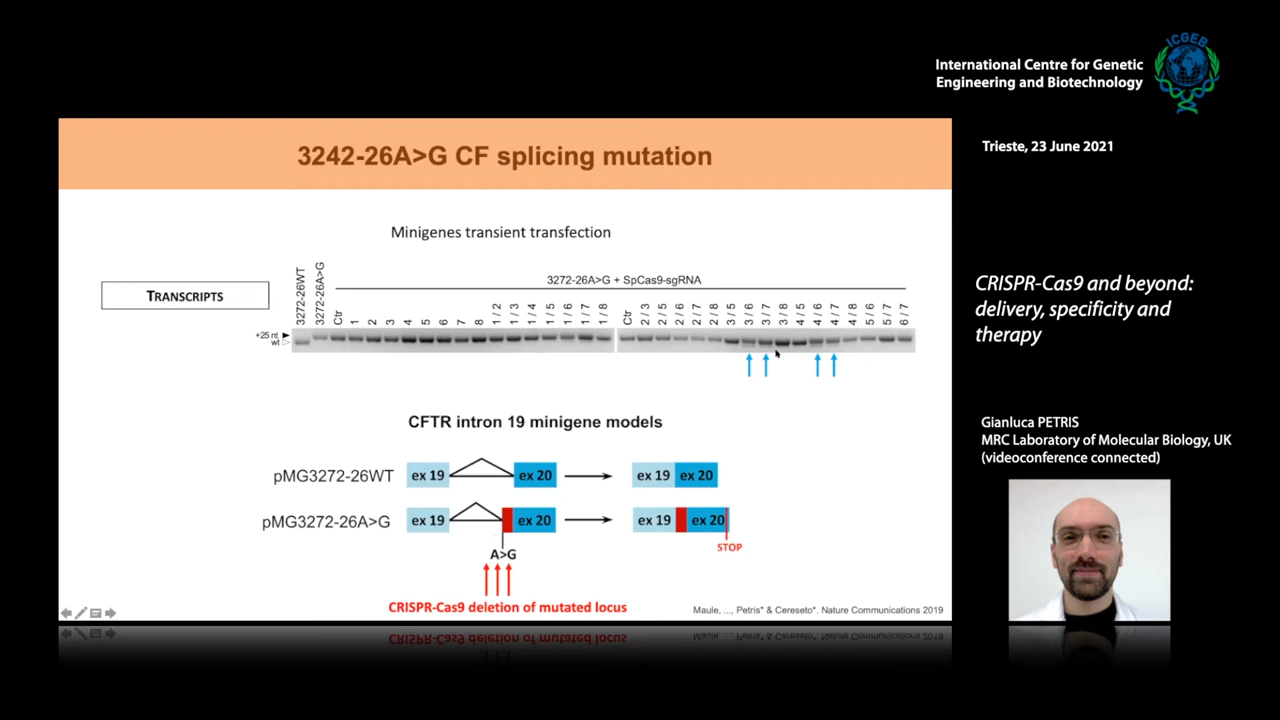 ICGEB
International Centre for Genetic
Engineering and Biotechnology
3242-26A>G CF splicing mutation
Trieste, 23 June 2021
Minigenes transient transfection
TRANSCRIPTS
3272-26WT
3272-26A>G
3272-26A>G + SpCas9-sgRNA
Ctr 1 2 3 4 5 6 7 8 1 / 2 1 / 3 1 / 4 1 / 5 1 / 6 1 / 7 1 / 8 Ctr 2 / 3 2 / 5 2 / 6 2 / 7 2 / 8 3 / 5 3 / 6 3 / 7 3 / 8 4 / 5 4 / 6 4 / 7 4 / 8 5 / 6 5 / 7 6 / 7
+25 nt
wt
CRISPR-Cas9 and beyond:
delivery, specificity and
therapy
CFTR intron 19 minigene models
pMG3272-26WT ex 19 ex 20 ex 19 ex 20
pMG3272-26A>G ex 19 ex 20 ex 19 ex 20
STOP
A>G
CRISPR-Cas9 deletion of mutated locus
Maule, ..., Petris* & Cereseto*. Nature Communications 2019
Gianluca PETRIS
MRC Laboratory of Molecular Biology, UK
(videoconference connected)